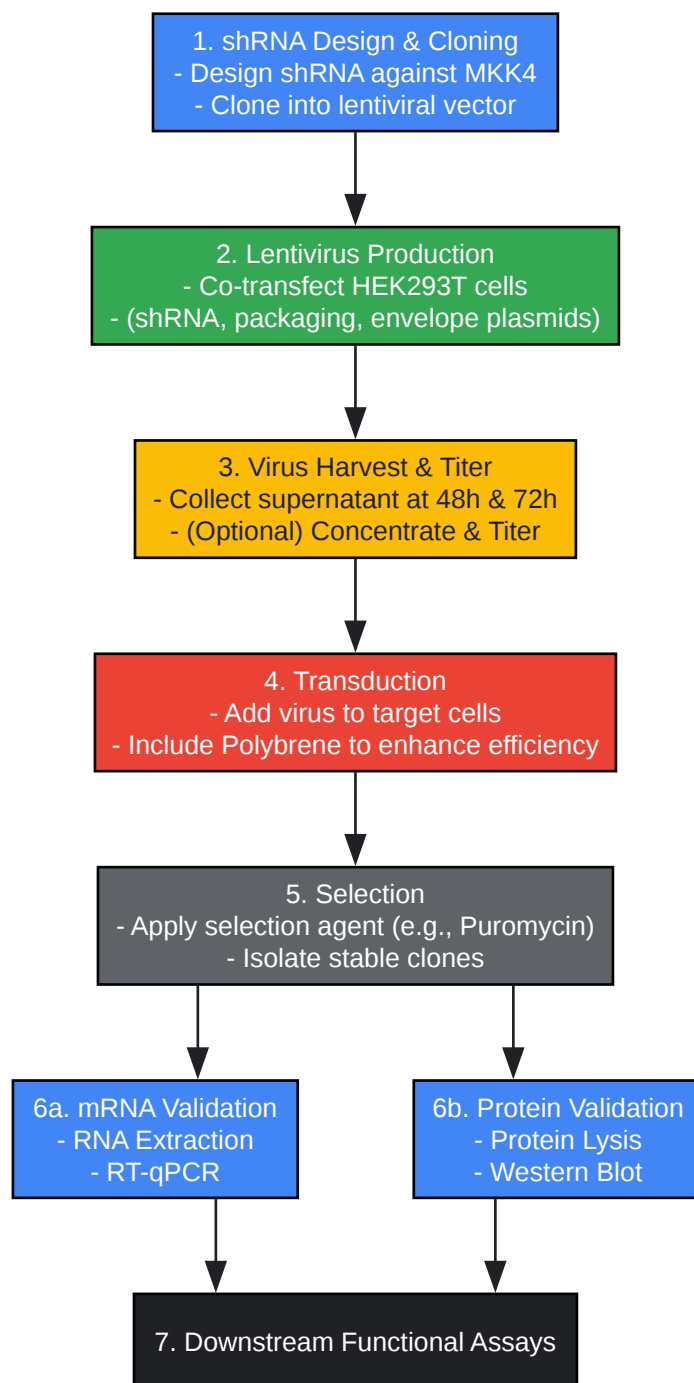 1. shRNA Design & Cloning
- Design shRNA against MKK4
- Clone into lentiviral vector
2. Lentivirus Production
- Co-transfect HEK293T cells
- (shRNA, packaging, envelope plasmids)
3. Virus Harvest & Titer
- Collect supernatant at 48h & 72h
- (Optional) Concentrate & Titer
4. Transduction
- Add virus to target cells
- Include Polybrene to enhance efficiency
5. Selection
- Apply selection agent (e.g., Puromycin)
- Isolate stable clones
6a. mRNA Validation
- RNA Extraction
- RT-qPCR
6b. Protein Validation
- Protein Lysis
- Western Blot
7. Downstream Functional Assays